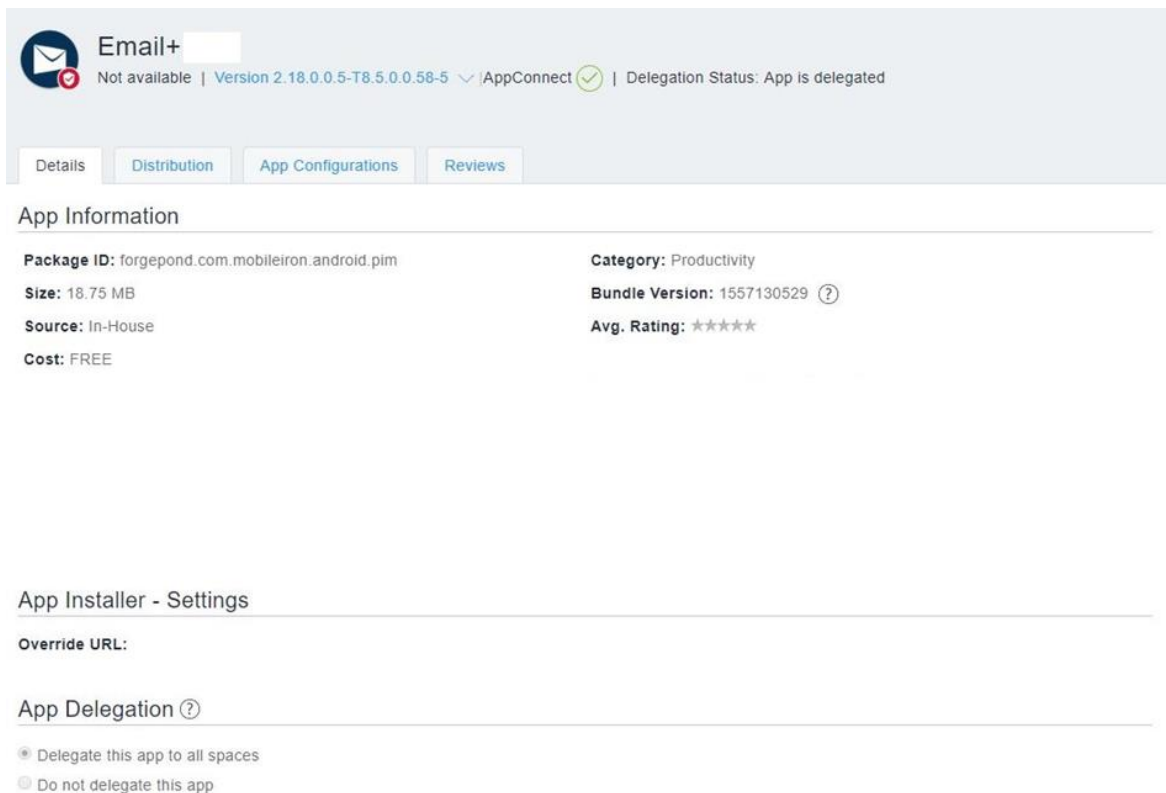 Email+
Not available | Version 2.18.0.0.5-T8.5.0.0.58-5 |AppConnect | Delegation Status: App is delegated
Details Distribution App Configurations Reviews
App Information
Package ID: forgepond.com.mobileiron.android.pim Category: Productivity
Size: 18.75 MB Bundle Version: 1557130529 ?
Source: In-House Avg. Rating: ★★★★★
Cost: FREE
App Installer - Settings
Override URL:
App Delegation ?
Delegate this app to all spaces
Do not delegate this app